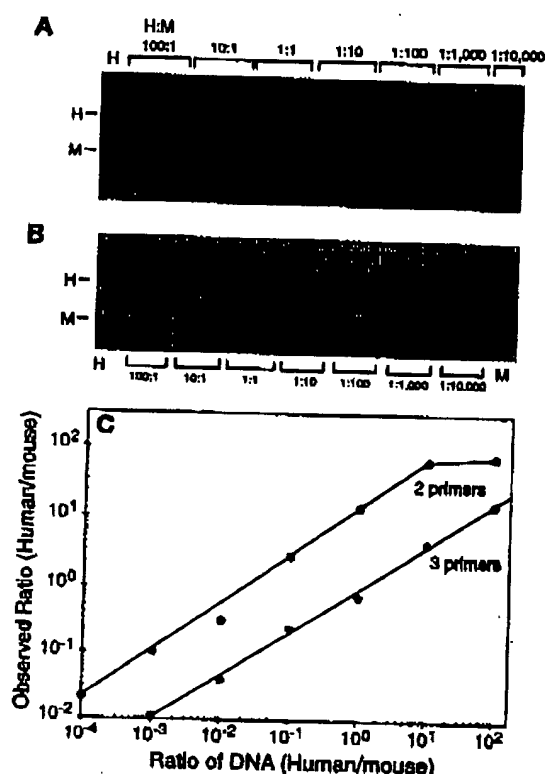 A
H:M
H 100:1 10:1 1:1 1:10 1:100 1:1,000 1:10,000
H–
M–
B
H–
M–
H 100:1 10:1 1:1 1:10 1:100 1:1,000 1:10,000 M
C
Observed Ratio (Human/mouse)
10² 10¹ 10⁰ 10⁻¹ 10⁻²
2 primers
3 primers
10⁻⁴ 10⁻³ 10⁻² 10⁻¹ 10⁰ 10¹ 10²
Ratio of DNA (Human/mouse)